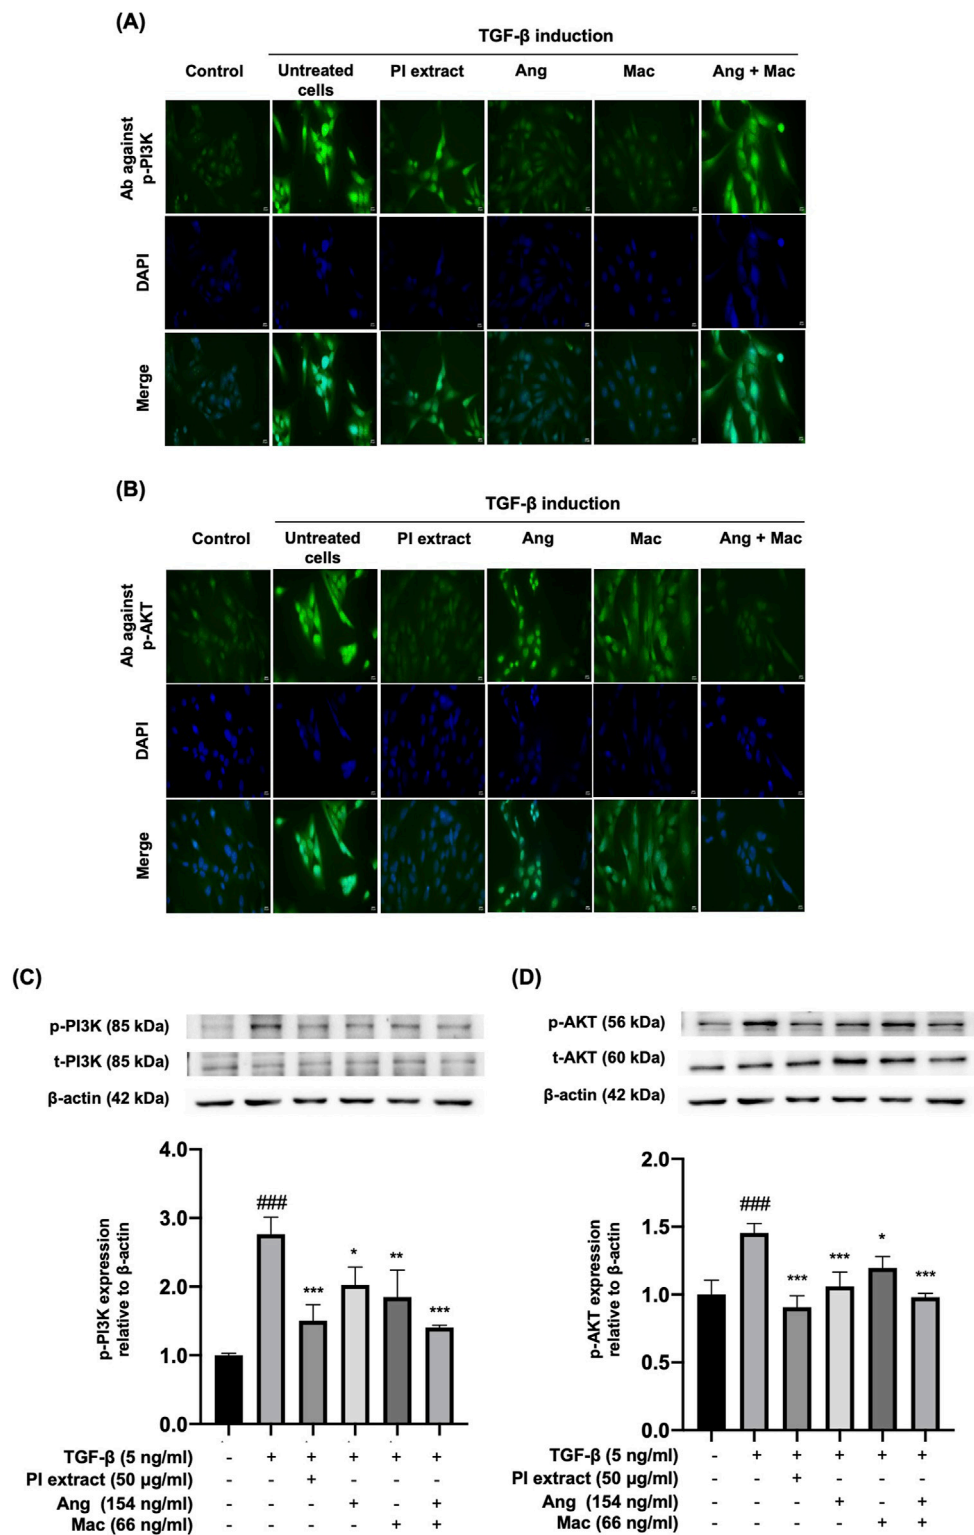 (A)
TGF-β induction
Control Untreated cells PI extract Ang Mac Ang + Mac
Ab against p-PI3K
DAPI
Merge
(B)
TGF-β induction
Control Untreated cells PI extract Ang Mac Ang + Mac
Ab against p-AKT
DAPI
Merge
(C)
p-PI3K (85 kDa)
t-PI3K (85 kDa)
β-actin (42 kDa)
p-PI3K expression
relative to β-actin
4.0
3.0
2.0
1.0
0.0
###
***
*
**
***
TGF-β (5 ng/ml) - + + + + +
PI extract (50 µg/ml) - - + - - -
Ang (154 ng/ml) - - - + - +
Mac (66 ng/ml) - - - - + +
(D)
p-AKT (56 kDa)
t-AKT (60 kDa)
β-actin (42 kDa)
p-AKT expression
relative to β-actin
2.0
1.5
1.0
0.5
0.0
###
***
***
*
***
TGF-β (5 ng/ml) - + + + + +
PI extract (50 µg/ml) - - + - - -
Ang (154 ng/ml) - - - + - +
Mac (66 ng/ml) - - - - + +